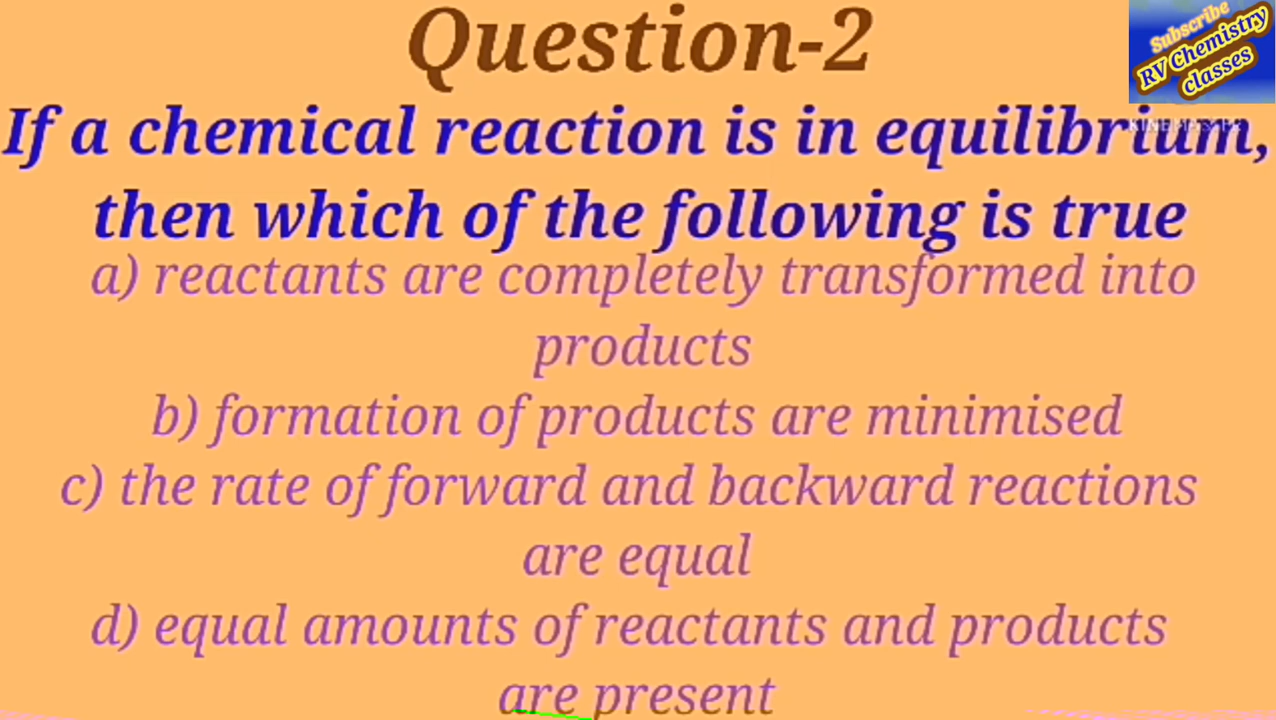 Question-2
Subscribe
RV Chemistry
classes
If a chemical reaction is in equilibrium,
then which of the following is true
a) reactants are completely transformed into
products
b) formation of products are minimised
c) the rate of forward and backward reactions
are equal
d) equal amounts of reactants and products
are present